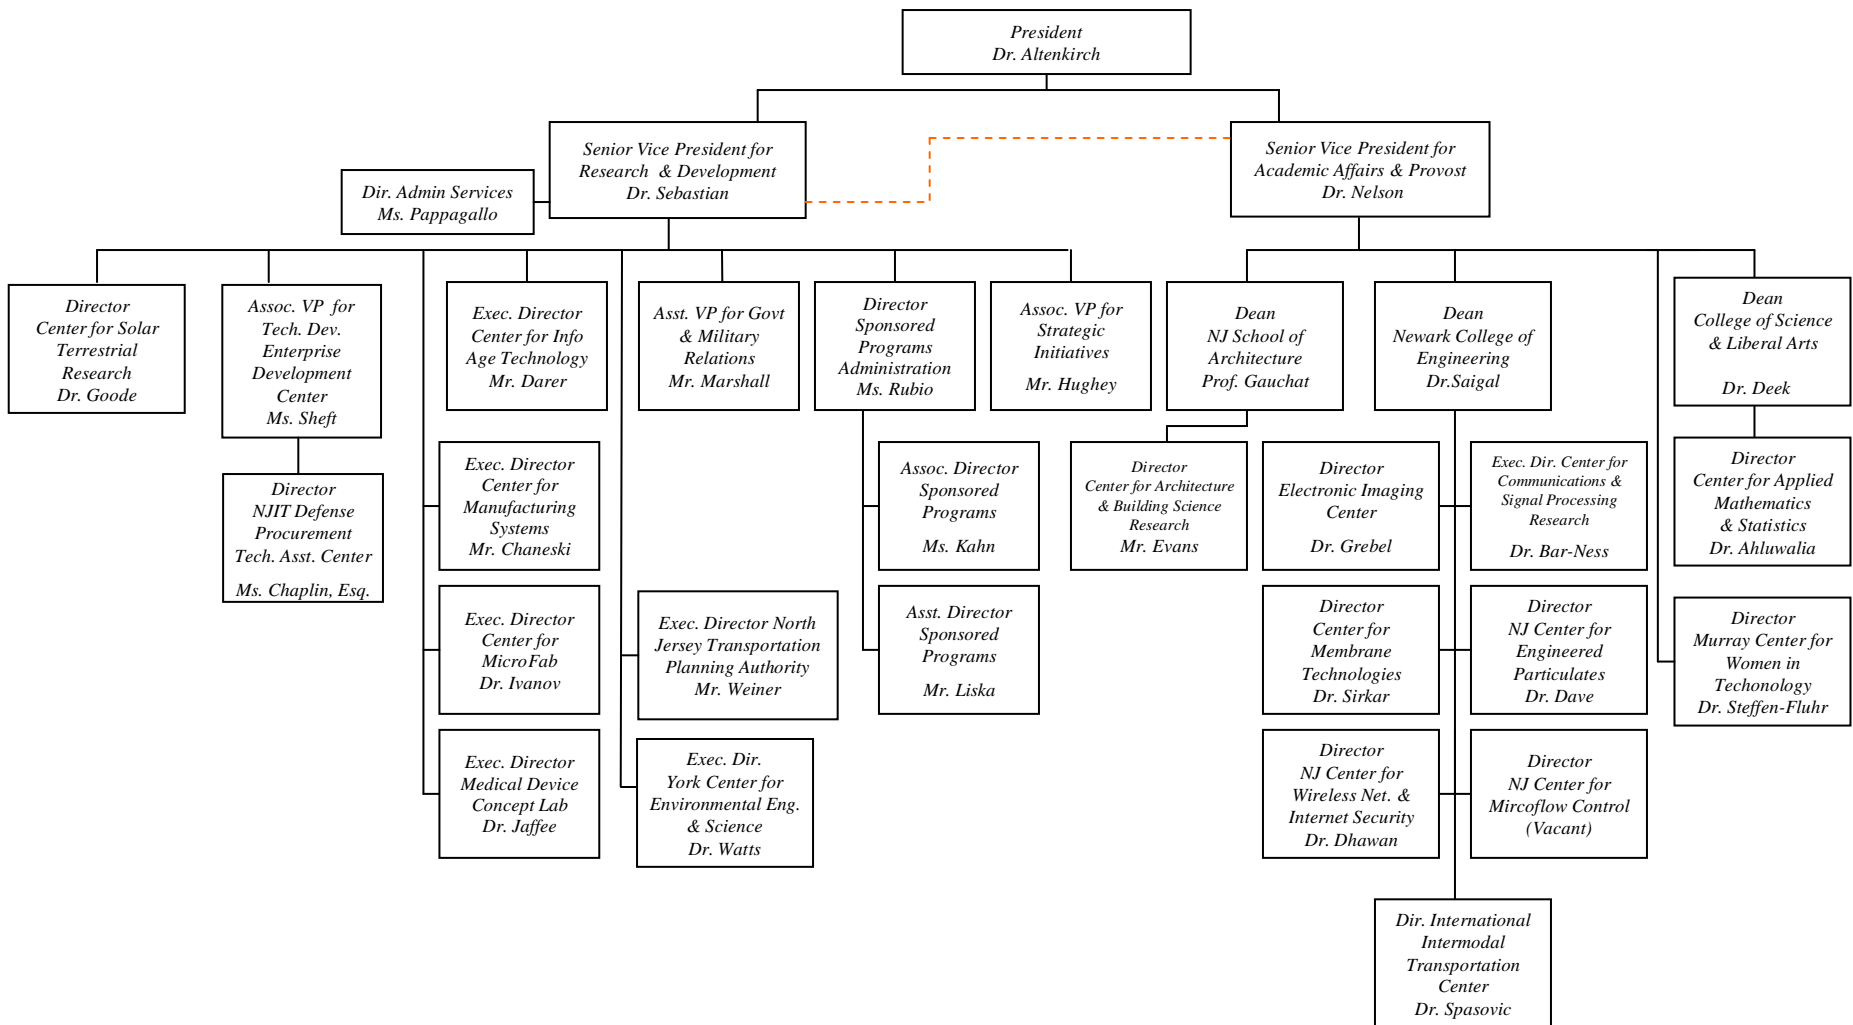 President
Dr. Altenkirch
Senior Vice President for
Research & Development
Dr. Sebastian
Senior Vice President for
Academic Affairs & Provost
Dr. Nelson
Dir. Admin Services
Ms. Pappagallo
Director
Center for Solar
Terrestrial
Research
Dr. Goode
Assoc. VP for
Tech. Dev.
Enterprise
Development
Center
Ms. Sheft
Exec. Director
Center for Info
Age Technology
Mr. Darer
Asst. VP for Govt
& Military
Relations
Mr. Marshall
Director
Sponsored
Programs
Administration
Ms. Rubio
Assoc. VP for
Strategic
Initiatives
Mr. Hughey
Dean
NJ School of
Architecture
Prof. Gauchat
Dean
Newark College of
Engineering
Dr.Saigal
Dean
College of Science
& Liberal Arts
Dr. Deek
Director
NJIT Defense
Procurement
Tech. Asst. Center
Ms. Chaplin, Esq.
Exec. Director
Center for
Manufacturing
Systems
Mr. Chaneski
Assoc. Director
Sponsored
Programs
Ms. Kahn
Director
Center for Architecture
& Building Science
Research
Mr. Evans
Director
Electronic Imaging
Center
Dr. Grebel
Exec. Dir. Center for
Communications &
Signal Processing
Research
Dr. Bar-Ness
Director
Center for Applied
Mathematics
& Statistics
Dr. Ahluwalia
Exec. Director
Center for
MicroFab
Dr. Ivanov
Exec. Director North
Jersey Transportation
Planning Authority
Mr. Weiner
Asst. Director
Sponsored
Programs
Mr. Liska
Director
Center for
Membrane
Technologies
Dr. Sirkar
Director
NJ Center for
Engineered
Particulates
Dr. Dave
Director
Murray Center for
Women in
Techonology
Dr. Steffen-Fluhr
Exec. Director
Medical Device
Concept Lab
Dr. Jaffee
Exec. Dir.
York Center for
Environmental Eng.
& Science
Dr. Watts
Director
NJ Center for
Wireless Net. &
Internet Security
Dr. Dhawan
Director
NJ Center for
Mircoflow Control
(Vacant)
Dir. International
Intermodal
Transportation
Center
Dr. Spasovic